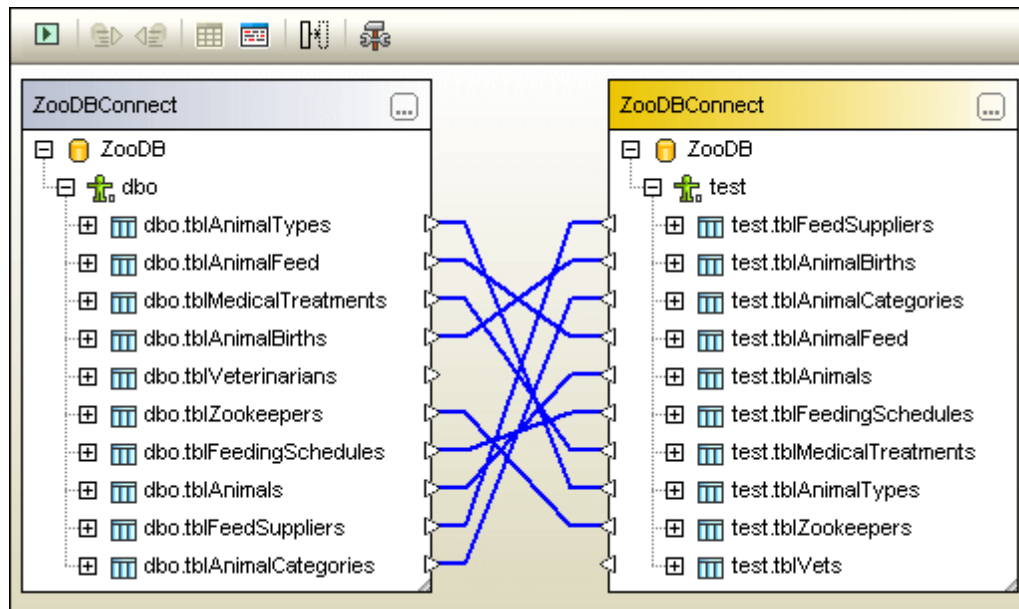 ZooDBConnect
ZooDB
dbo
dbo.tblAnimalTypes
dbo.tblAnimalFeed
dbo.tblMedicalTreatments
dbo.tblAnimalBirths
dbo.tblVeterinarians
dbo.tblZookeepers
dbo.tblFeedingSchedules
dbo.tblAnimals
dbo.tblFeedSuppliers
dbo.tblAnimalCategories
ZooDBConnect
ZooDB
test
test.tblFeedSuppliers
test.tblAnimalBirths
test.tblAnimalCategories
test.tblAnimalFeed
test.tblAnimals
test.tblFeedingSchedules
test.tblMedicalTreatments
test.tblAnimalTypes
test.tblZookeepers
test.tblVets